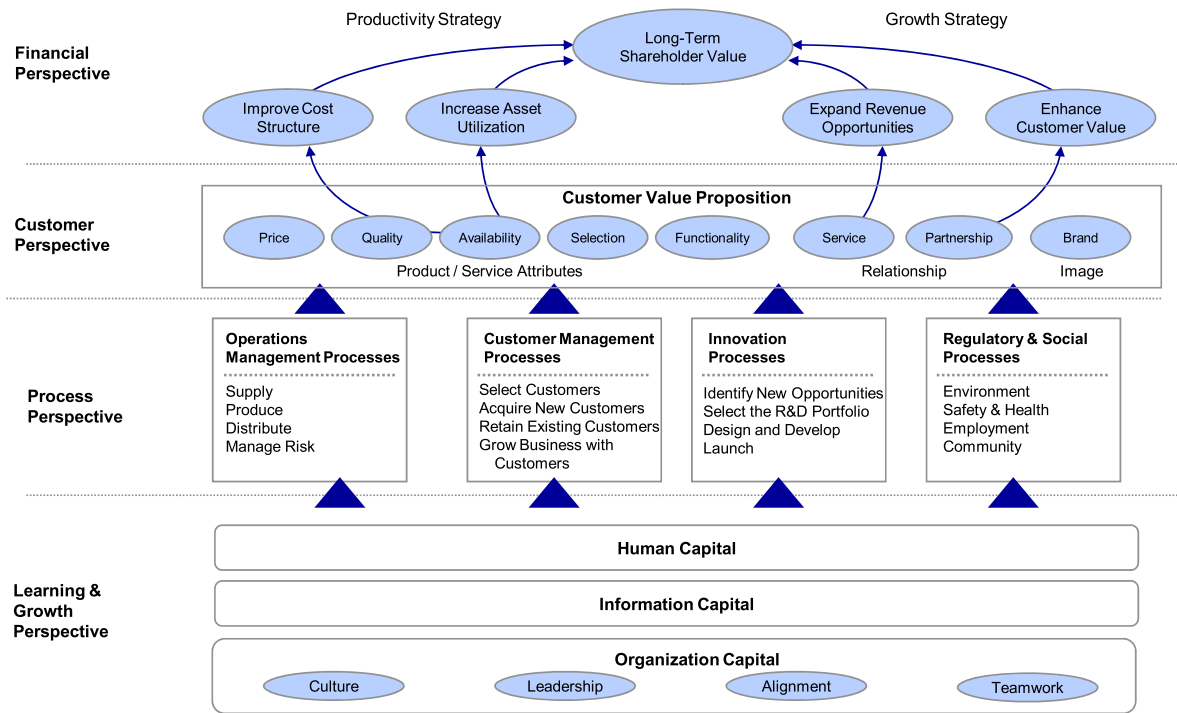 Productivity Strategy
Growth Strategy
Financial
Perspective
Long-Term
Shareholder Value
Improve Cost
Structure
Increase Asset
Utilization
Expand Revenue
Opportunities
Enhance
Customer Value
Customer
Perspective
Customer Value Proposition
Price
Quality
Availability
Selection
Functionality
Service
Partnership
Brand
Product / Service Attributes
Relationship
Image
Process
Perspective
Operations
Management Processes
Supply
Produce
Distribute
Manage Risk
Customer Management
Processes
Select Customers
Acquire New Customers
Retain Existing Customers
Grow Business with
Customers
Innovation
Processes
Identify New Opportunities
Select the R&D Portfolio
Design and Develop
Launch
Regulatory & Social
Processes
Environment
Safety & Health
Employment
Community
Learning &
Growth
Perspective
Human Capital
Information Capital
Organization Capital
Culture
Leadership
Alignment
Teamwork